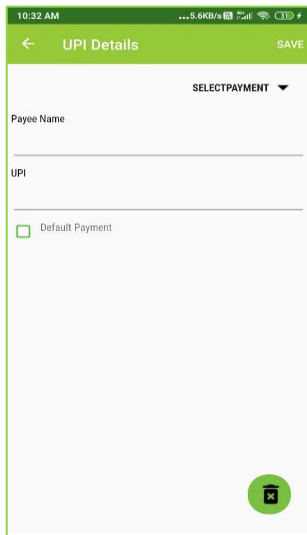 10:32 AM
...5.6KB/s
UPI Details
SAVE
SELECTPAYMENT
Payee Name
UPI
Default Payment